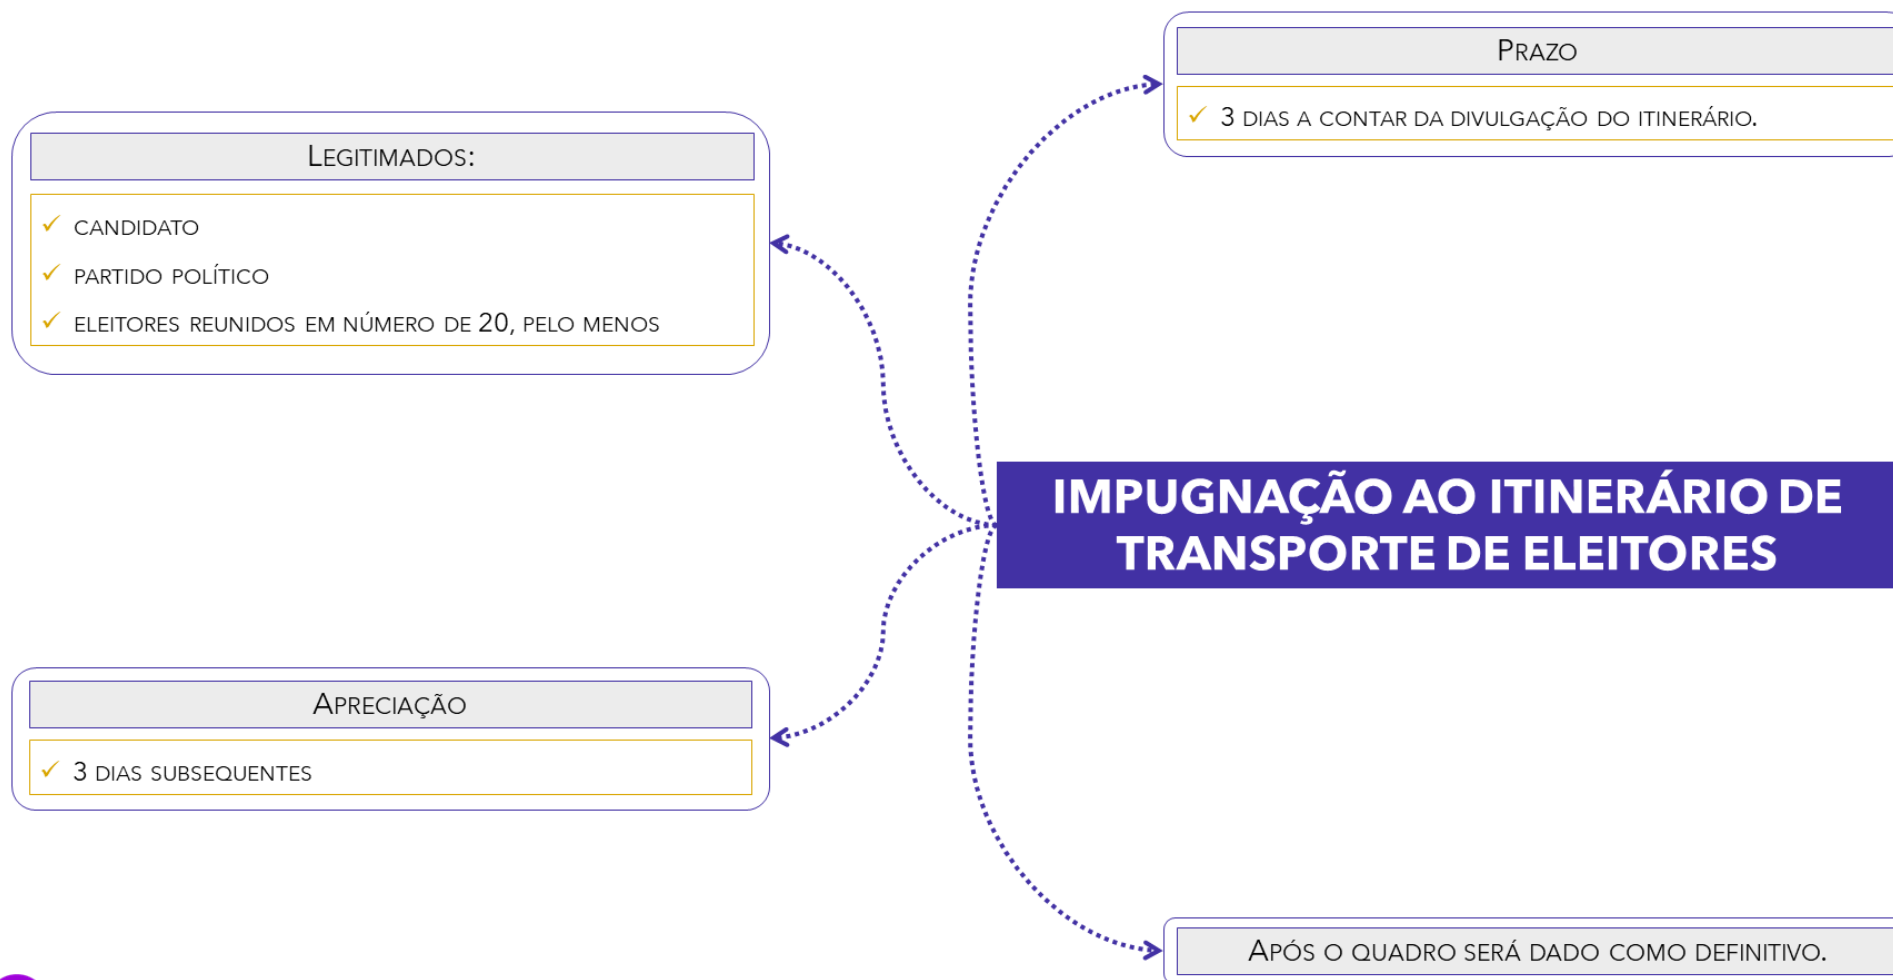 PRAZO
3 DIAS A CONTAR DA DIVULGAÇÃO DO ITINERÁRIO.
LEGITIMADOS:
CANDIDATO
PARTIDO POLÍTICO
ELEITORES REUNIDOS EM NÚMERO DE 20, PELO MENOS
IMPUGNAÇÃO AO ITINERÁRIO DE
TRANSPORTE DE ELEITORES
APRECIAÇÃO
3 DIAS SUBSEQUENTES
APÓS O QUADRO SERÁ DADO COMO DEFINITIVO.